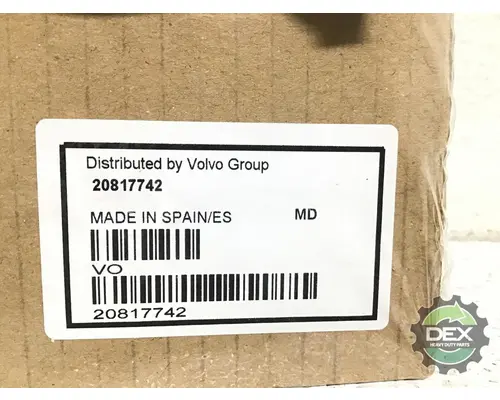 Distributed by Volvo Group
20817742
MADE IN SPAIN/ES MD
VO
20817742
DEX
HEAVY DUTY PARTS